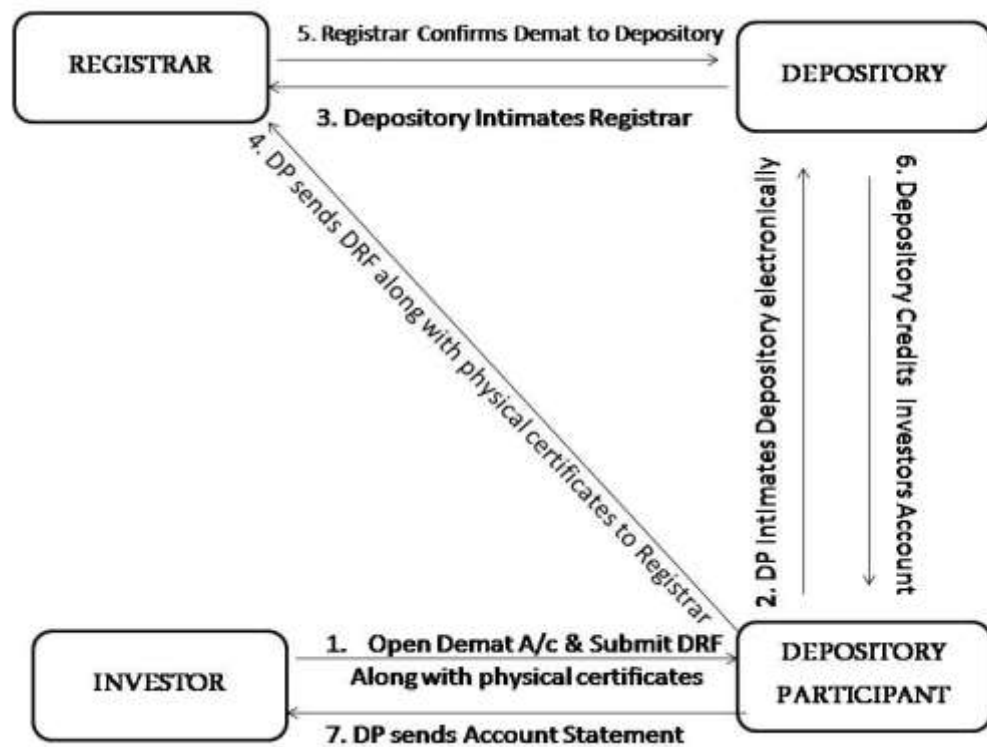 5. Registrar Confirms Demat to Depository
REGISTRAR
DEPOSITORY
3. Depository Intimates Registrar
4. DP sends DRF along with physical certificates to Registrar
2. DP Intimates Depository electronically
6. Depository Credits Investors Account
1. Open Demat A/c & Submit DRF
Along with physical certificates
INVESTOR
DEPOSITORY
PARTICIPANT
7. DP sends Account Statement